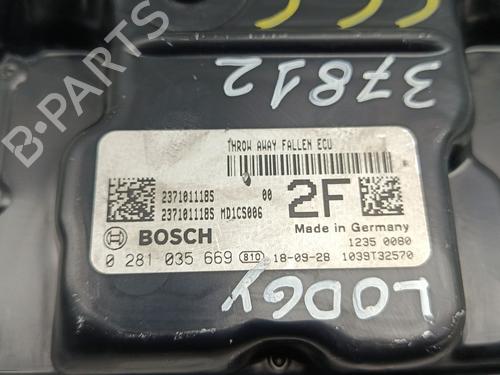 37812
THROW AWAY FALLEN ECU
237101118S 00
237101118S MD1CS006
2F
Made in Germany
BOSCH
1235 0080
0 281 035 669 810 18-09-28 1039T32570
LODGY
B-PARTS